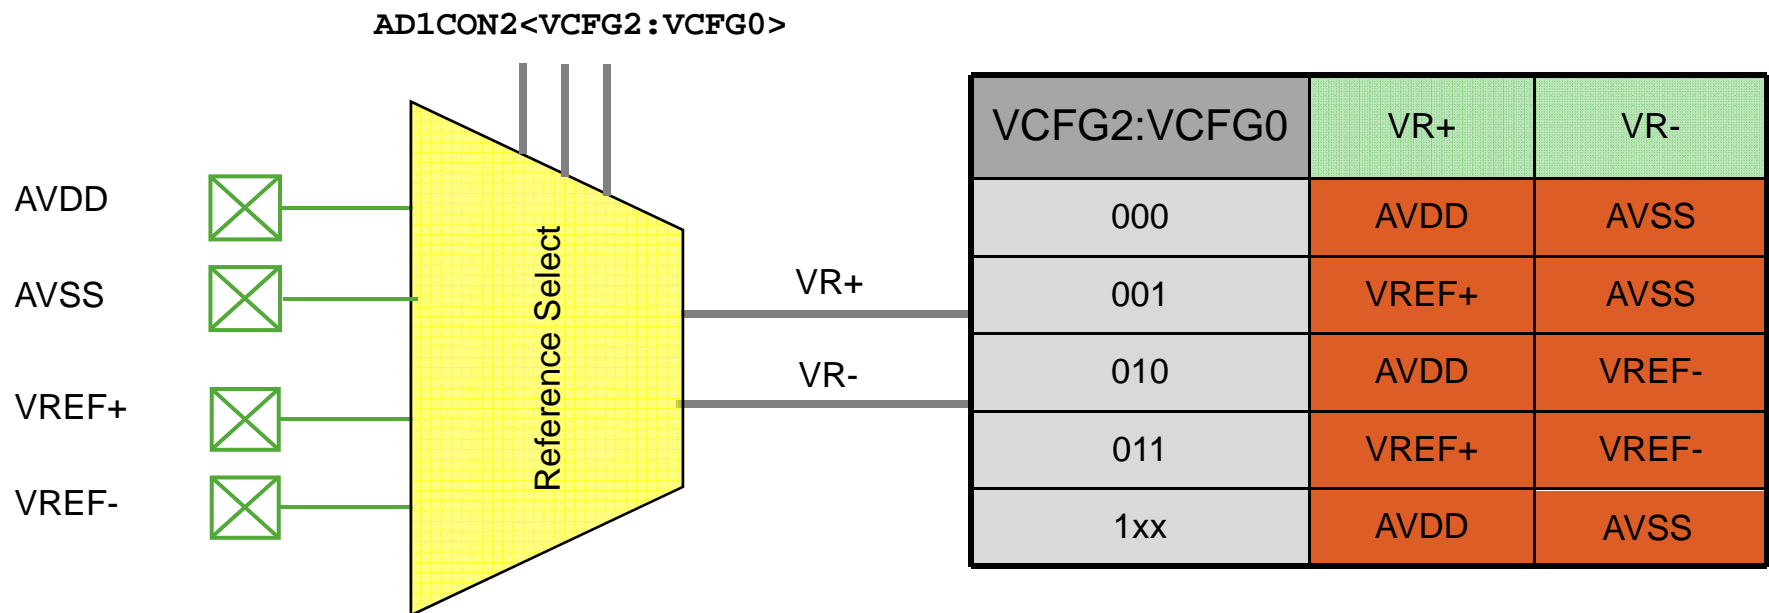 AD1CON2<VCFG2:VCFG0>
AVDD
AVSS
VREF+
VREF-
Reference Select
VR+
VR-
VCFG2:VCFG0 VR+ VR-
000 AVDD AVSS
001 VREF+ AVSS
010 AVDD VREF-
011 VREF+ VREF-
1xx AVDD AVSS